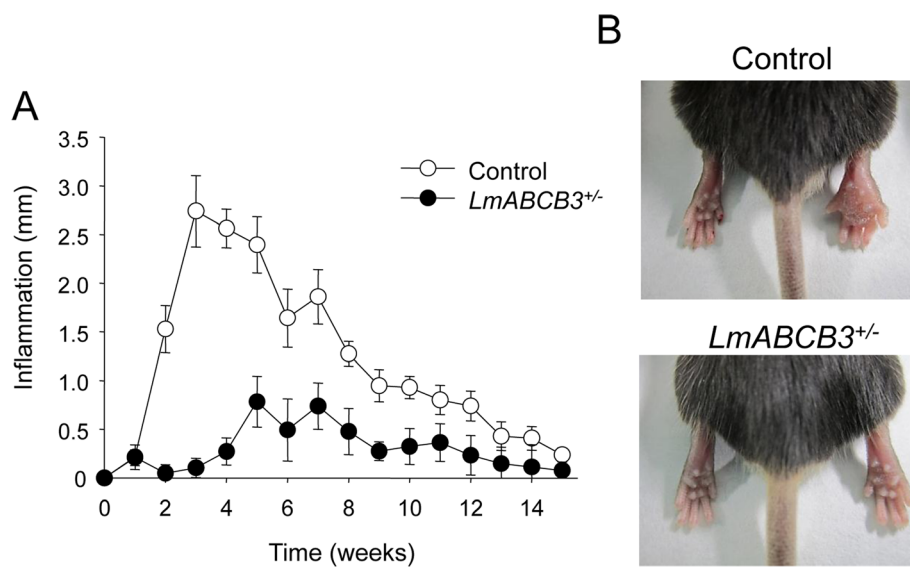 A
3.5
3.0
2.5
2.0
1.5
1.0
0.5
0
Inflammation (mm)
0 2 4 6 8 10 12 14
Time (weeks)
Control
LmABCB3+/-
B
Control
LmABCB3+/-